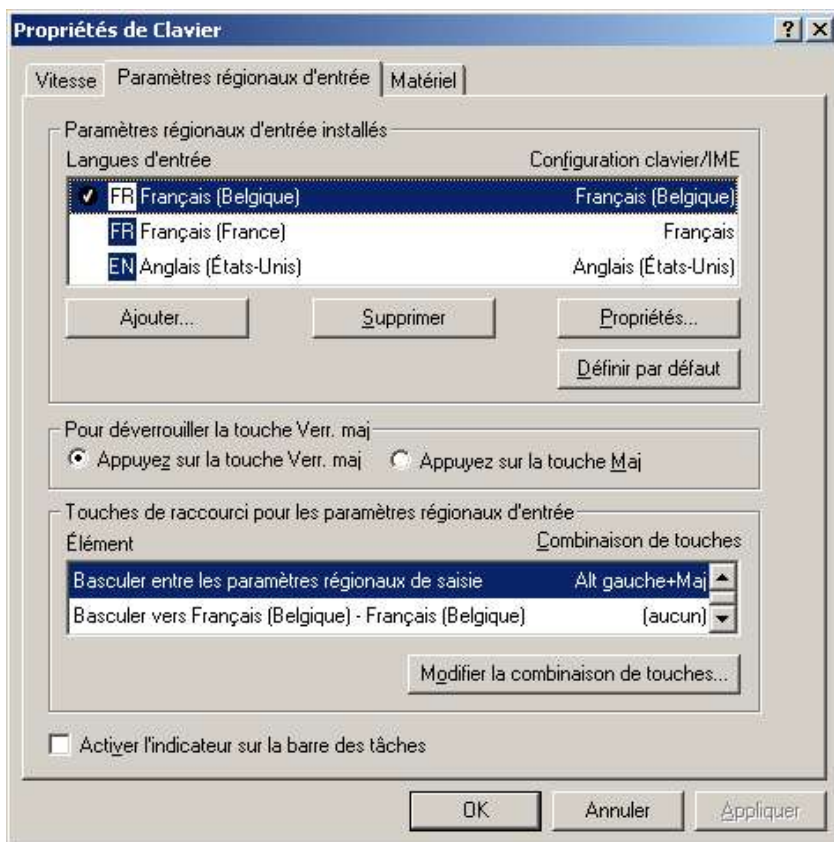 Propriétés de Clavier
Vitesse Paramètres régionaux d'entrée Matériel
Paramètres régionaux d'entrée installés
Langues d'entrée Configuration clavier/IME
FR Français (Belgique) Français (Belgique)
FR Français (France) Français
EN Anglais (États-Unis) Anglais (États-Unis)
Ajouter... Supprimer Propriétés...
Définir par défaut
Pour déverrouiller la touche Verr. maj
Appuyez sur la touche Verr. maj Appuyez sur la touche Maj
Touches de raccourci pour les paramètres régionaux d'entrée
Élément Combinaison de touches
Basculer entre les paramètres régionaux de saisie Alt gauche+Maj
Basculer vers Français (Belgique) - Français (Belgique) (aucun)
Modifier la combinaison de touches...
Activer l'indicateur sur la barre des tâches
OK Annuler Appliquer